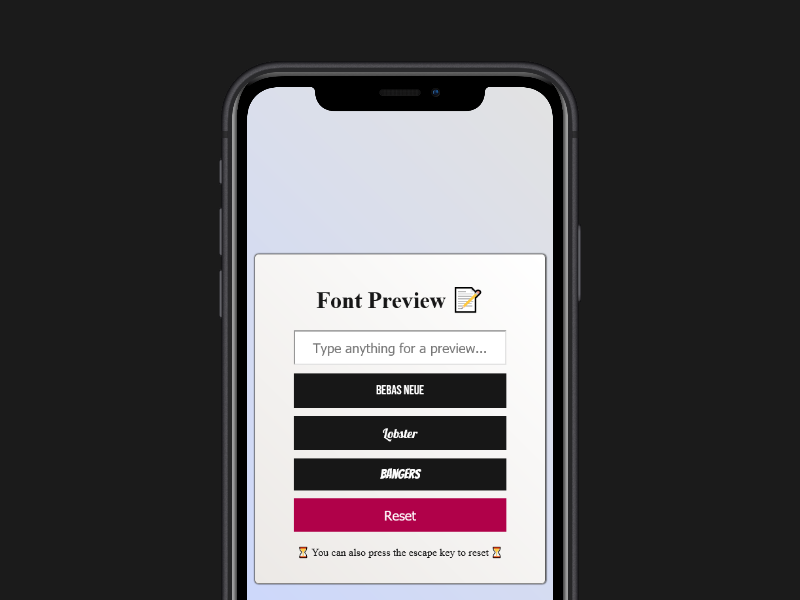 Font Preview 📝
Type anything for a preview...
BEBAS NEUE
Lobster
BANGERS
Reset
⌛ You can also press the escape key to reset ⌛